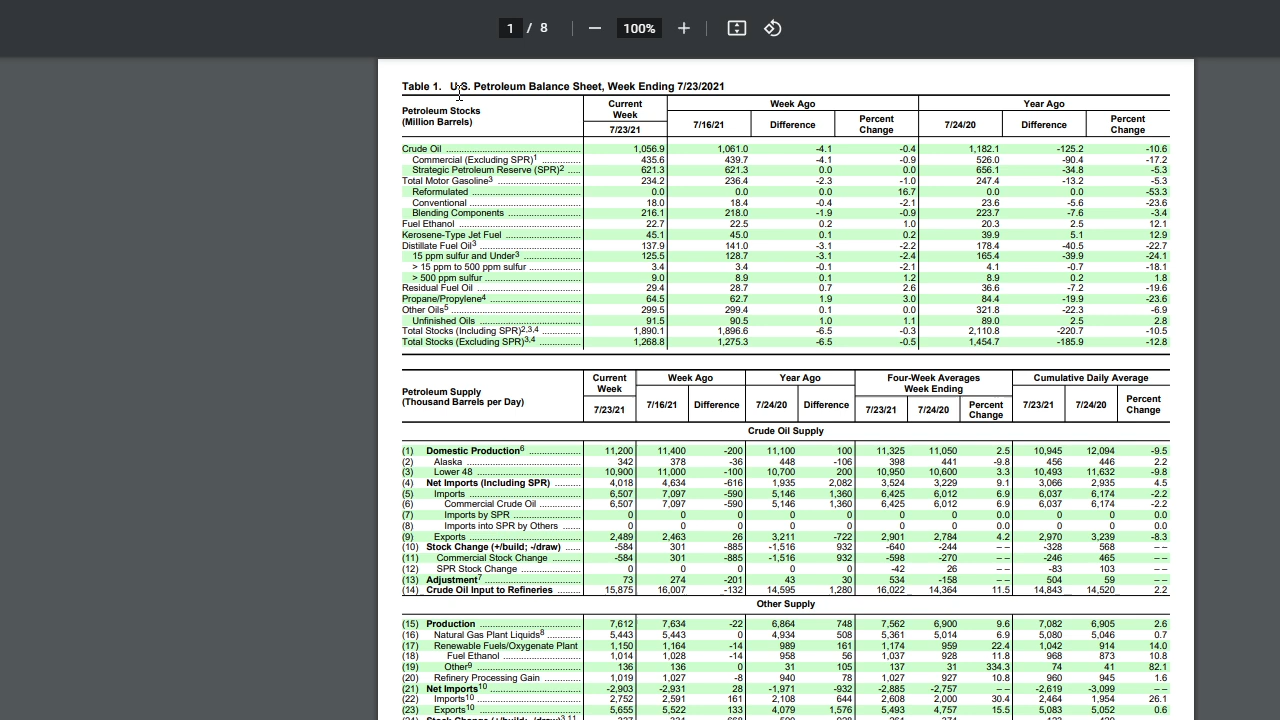 1 / 8 100%
Table 1. U.S. Petroleum Balance Sheet, Week Ending 7/23/2021
Petroleum Stocks (Million Barrels) Current Week Week Ago Year Ago
7/23/21 7/16/21 Difference Percent Change 7/24/20 Difference Percent Change
Crude Oil 1,056.9 1,061.0 -4.1 -0.4 1,182.1 -125.2 -10.6
Commercial (Excluding SPR)1 435.6 439.7 -4.1 -0.9 526.0 -90.4 -17.2
Strategic Petroleum Reserve (SPR)2 621.3 621.3 0.0 0.0 656.1 -34.8 -5.3
Total Motor Gasoline3 234.2 236.4 -2.3 -1.0 247.4 -13.2 -5.3
Reformulated 0.0 0.0 0.0 16.7 0.0 0.0 -53.3
Conventional 18.0 18.4 -0.4 -2.1 23.6 -5.6 -23.6
Blending Components 216.1 218.0 -1.9 -0.9 223.7 -7.6 -3.4
Fuel Ethanol 22.7 22.5 0.2 1.0 20.3 2.5 12.1
Kerosene-Type Jet Fuel 45.1 45.0 0.1 0.2 39.9 5.1 12.9
Distillate Fuel Oil3 137.9 141.0 -3.1 -2.2 178.4 -40.5 -22.7
15 ppm sulfur and Under3 125.5 128.7 -3.1 -2.4 165.4 -39.9 -24.1
> 15 ppm to 500 ppm sulfur 3.4 3.4 -0.1 -2.1 4.1 -0.7 -18.1
> 500 ppm sulfur 9.0 8.9 0.1 1.2 8.9 0.2 1.8
Residual Fuel Oil 29.4 28.7 0.7 2.6 36.6 -7.2 -19.6
Propane/Propylene4 64.5 62.7 1.9 3.0 84.4 -19.9 -23.6
Other Oils5 299.5 299.4 0.1 0.0 321.8 -22.3 -6.9
Unfinished Oils 91.5 90.5 1.0 1.1 89.0 2.5 2.8
Total Stocks (Including SPR)2,3,4 1,890.1 1,896.6 -6.5 -0.3 2,110.8 -220.7 -10.5
Total Stocks (Excluding SPR)3,4 1,268.8 1,275.3 -6.5 -0.5 1,454.7 -185.9 -12.8
Petroleum Supply (Thousand Barrels per Day) Current Week Week Ago Year Ago Four-Week Averages Week Ending Cumulative Daily Average
7/23/21 7/16/21 Difference 7/24/20 Difference 7/23/21 7/24/20 Percent Change 7/23/21 7/24/20 Percent Change
Crude Oil Supply
(1) Domestic Production6 11,200 11,400 -200 11,100 100 11,325 11,050 2.5 10,945 12,094 -9.5
(2) Alaska 342 378 -36 448 -106 398 441 -9.8 456 446 2.2
(3) Lower 48 10,900 11,000 -100 10,700 200 10,950 10,600 3.3 10,493 11,632 -9.8
(4) Net Imports (Including SPR) 4,018 4,634 -616 1,935 2,082 3,524 3,229 9.1 3,066 2,935 4.5
(5) Imports 6,507 7,097 -590 5,146 1,360 6,425 6,012 6.9 6,037 6,174 -2.2
(6) Commercial Crude Oil 6,507 7,097 -590 5,146 1,360 6,425 6,012 6.9 6,037 6,174 -2.2
(7) Imports by SPR 0 0 0 0 0 0 0 0.0 0 0 0.0
(8) Imports into SPR by Others 0 0 0 0 0 0 0 0.0 0 0 0.0
(9) Exports 2,489 2,463 26 3,211 -722 2,901 2,784 4.2 2,970 3,239 -8.3
(10) Stock Change (+/build; -/draw) -584 301 -885 -1,516 932 -640 -244 – – -328 568 – –
(11) Commercial Stock Change -584 301 -885 -1,516 932 -598 -270 – – -246 465 – –
(12) SPR Stock Change 0 0 0 0 0 -42 26 – – -83 103 – –
(13) Adjustment7 73 274 -201 43 30 534 -158 – – 504 59 – –
(14) Crude Oil Input to Refineries 15,875 16,007 -132 14,595 1,280 16,022 14,364 11.5 14,843 14,520 2.2
Other Supply
(15) Production 7,612 7,634 -22 6,864 748 7,562 6,900 9.6 7,082 6,905 2.6
(16) Natural Gas Plant Liquids8 5,443 5,443 0 4,934 508 5,361 5,014 6.9 5,080 5,046 0.7
(17) Renewable Fuels/Oxygenate Plant 1,150 1,164 -14 989 161 1,174 959 22.4 1,042 914 14.0
(18) Fuel Ethanol 1,014 1,028 -14 958 56 1,037 928 11.8 968 873 10.8
(19) Other9 136 136 0 31 105 137 31 334.3 74 41 82.1
(20) Refinery Processing Gain 1,019 1,027 -8 940 78 1,027 927 10.8 960 945 1.6
(21) Net Imports10 -2,903 -2,931 28 -1,971 -932 -2,885 -2,757 – – -2,619 -3,099 – –
(22) Imports10 2,752 2,591 161 2,108 644 2,608 2,000 30.4 2,464 1,954 26.1
(23) Exports10 5,655 5,522 133 4,079 1,576 5,493 4,757 15.5 5,083 5,052 0.6